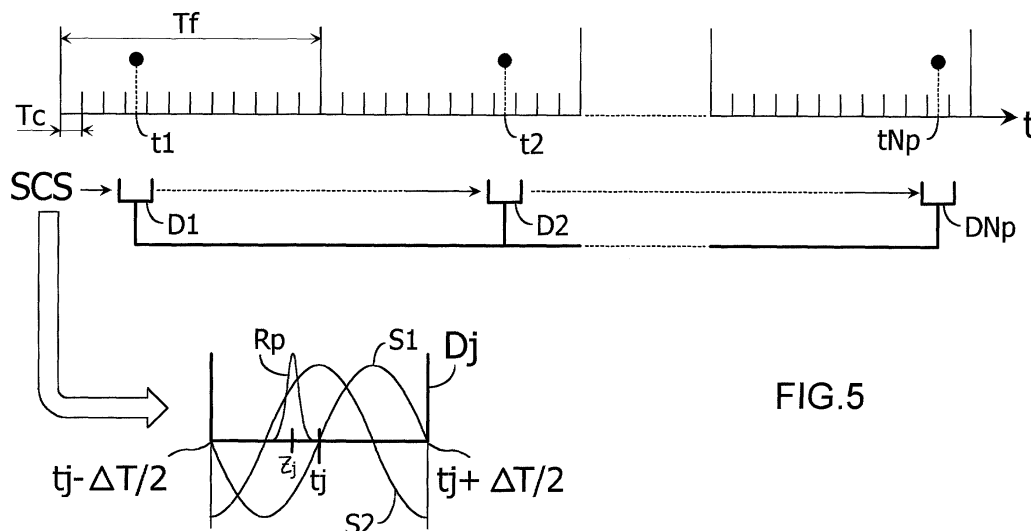 Tf
Tc
t1
t2
tNp
t
SCS
D1
D2
DNp
Rp
S1
Dj
FIG.5
tj-ΔT/2
zj
tj
tj+ΔT/2
S2